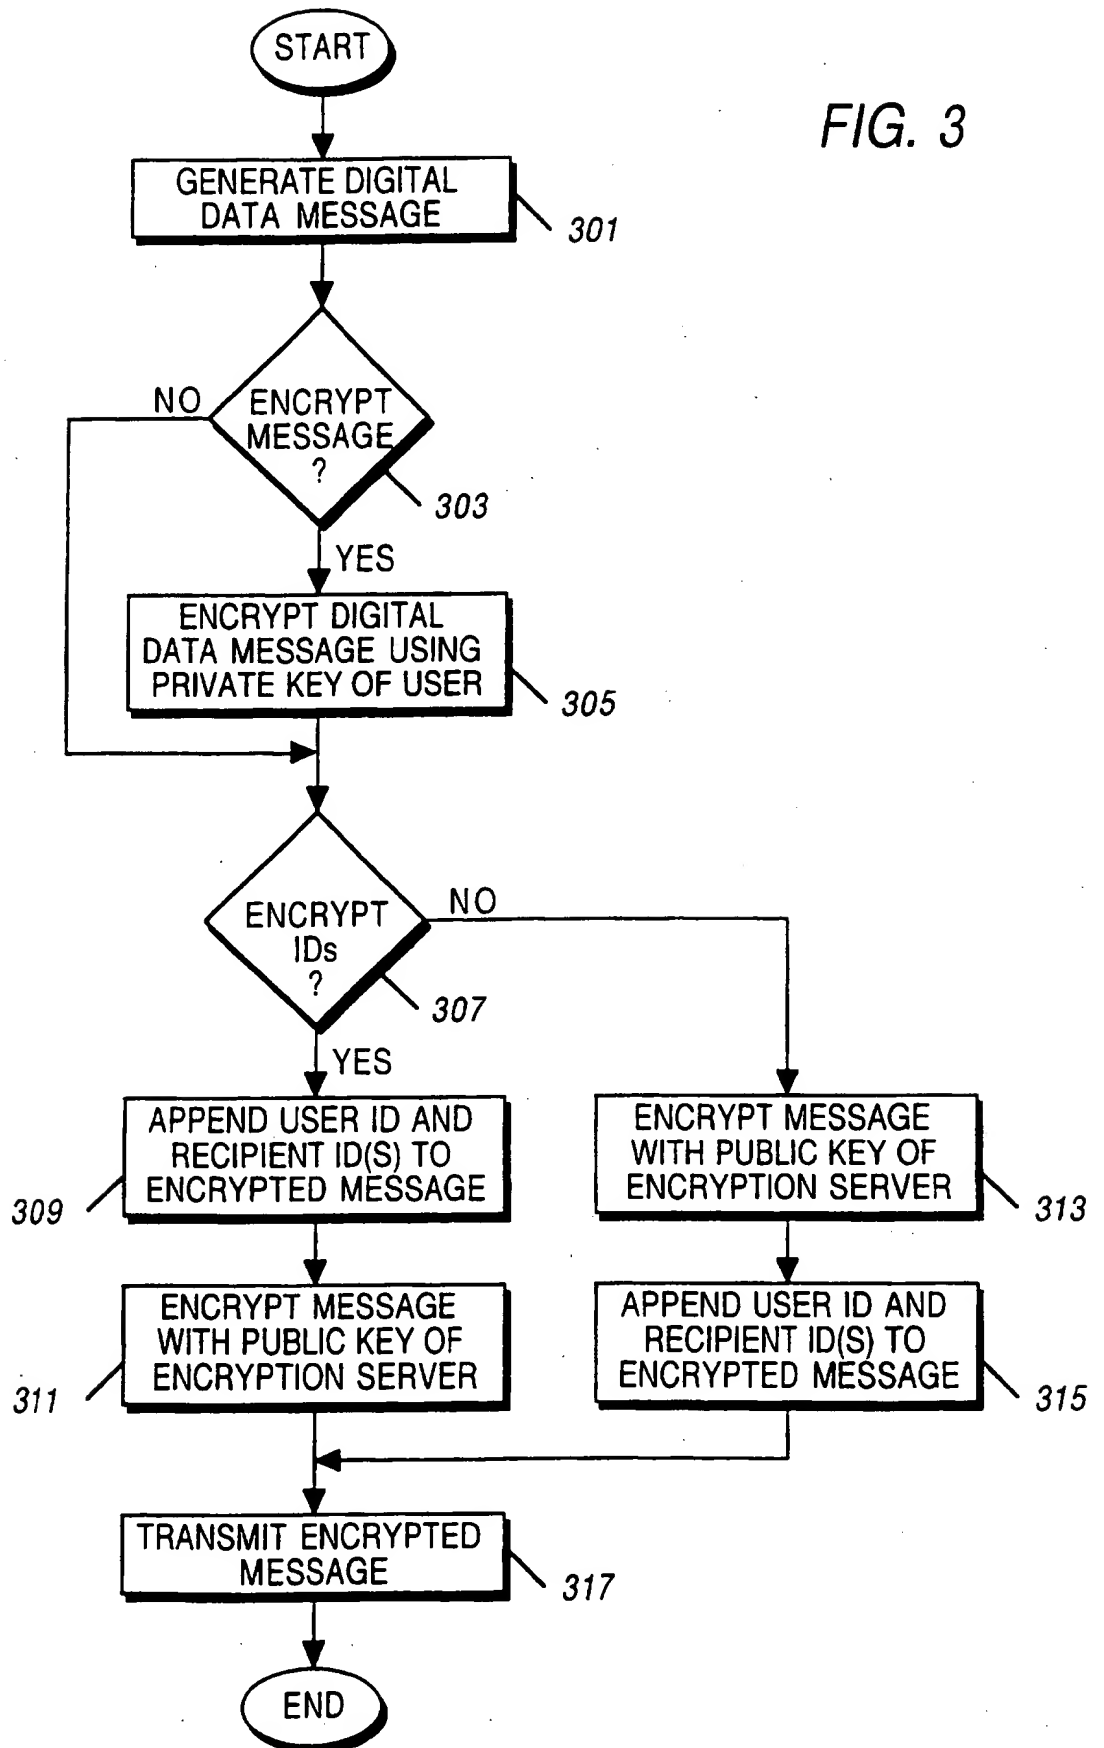 START
FIG. 3
GENERATE DIGITAL
DATA MESSAGE
301
NO
ENCRYPT
MESSAGE
?
303
YES
ENCRYPT DIGITAL
DATA MESSAGE USING
PRIVATE KEY OF USER
305
ENCRYPT
IDs
?
NO
307
YES
APPEND USER ID AND
RECIPIENT ID(S) TO
ENCRYPTED MESSAGE
309
ENCRYPT MESSAGE
WITH PUBLIC KEY OF
ENCRYPTION SERVER
313
ENCRYPT MESSAGE
WITH PUBLIC KEY OF
ENCRYPTION SERVER
311
APPEND USER ID AND
RECIPIENT ID(S) TO
ENCRYPTED MESSAGE
315
TRANSMIT ENCRYPTED
MESSAGE
317
END